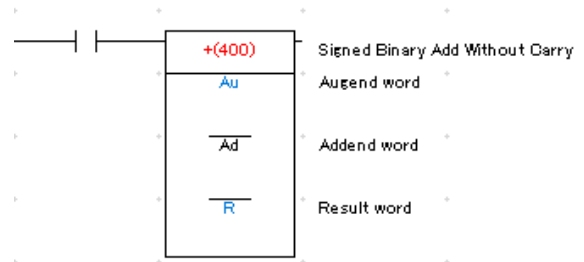 +(400) Signed Binary Add Without Carry
Au Augend word
Ad Addend word
R Result word